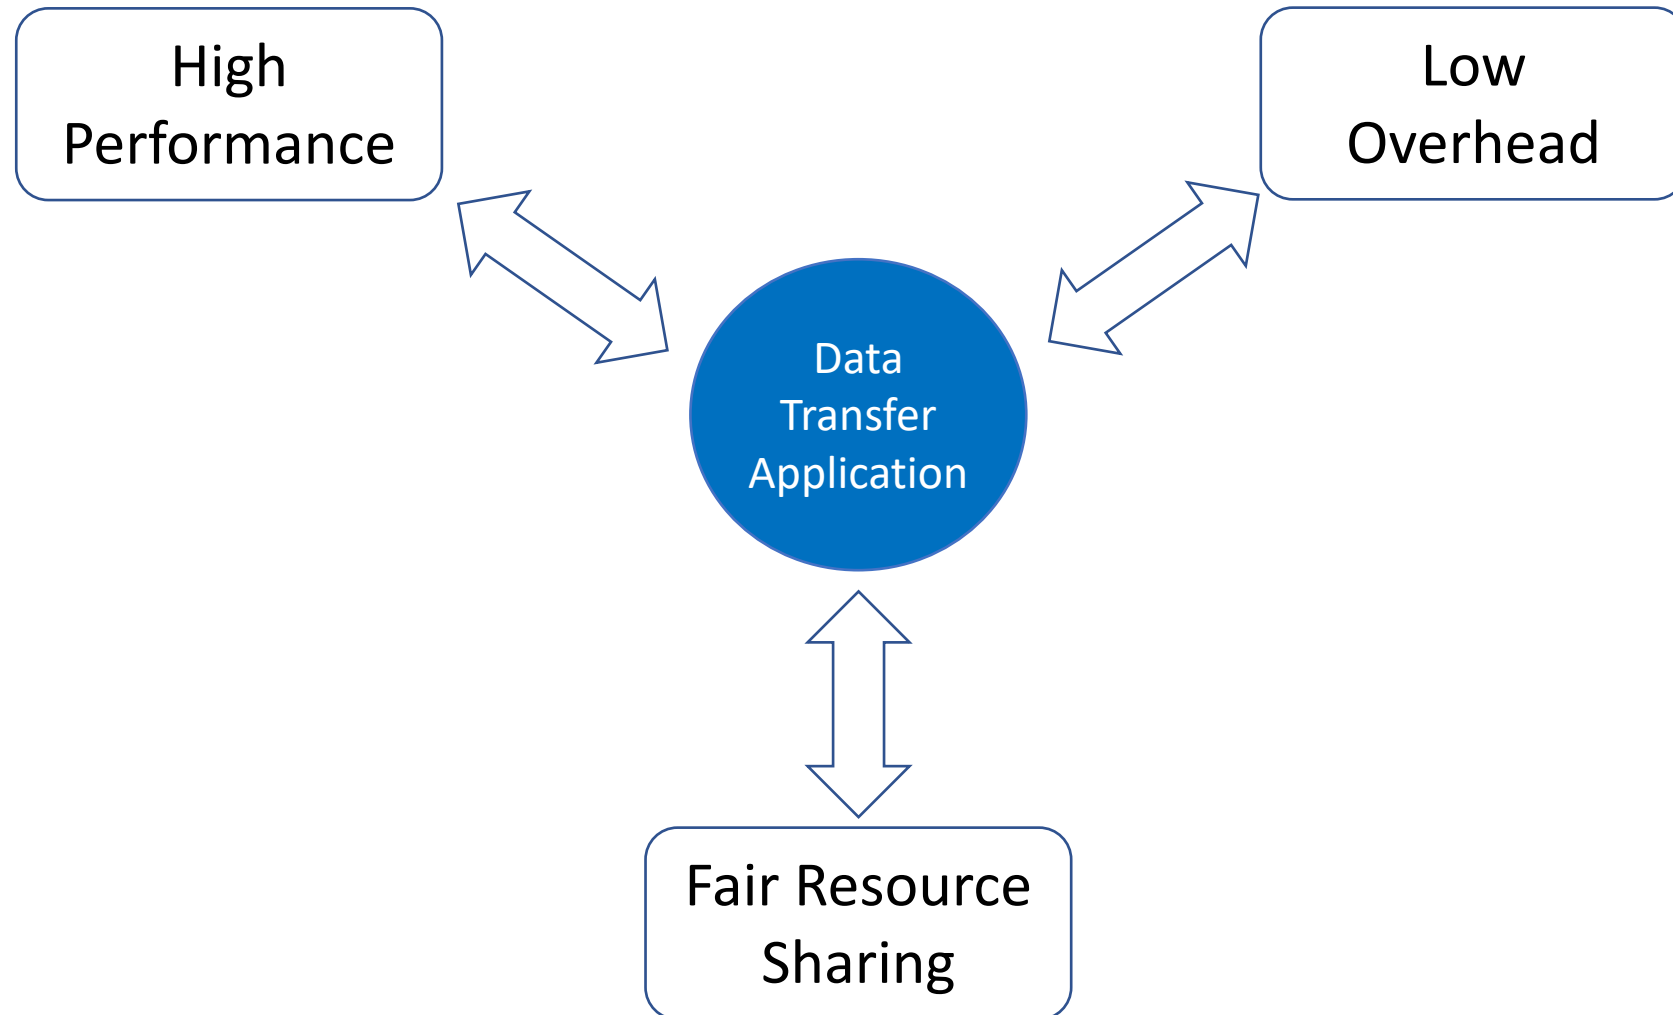 High
Performance
Low
Overhead
Data
Transfer
Application
Fair Resource
Sharing